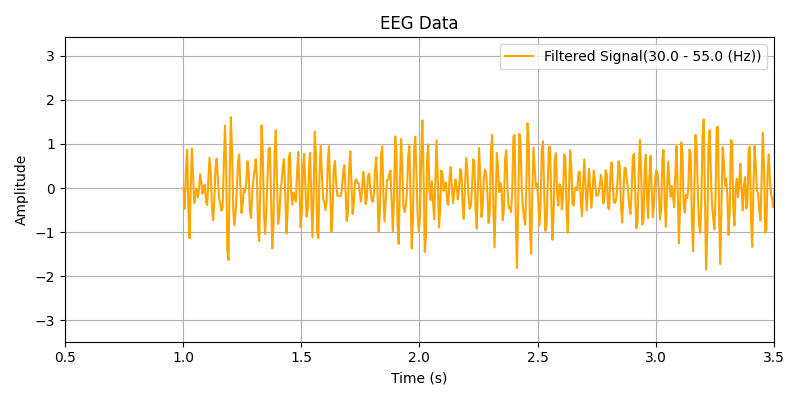 EEG Data
Filtered Signal(30.0 - 55.0 (Hz))
Amplitude
3
2
1
0
−1
−2
−3
0.5 1.0 1.5 2.0 2.5 3.0 3.5
Time (s)